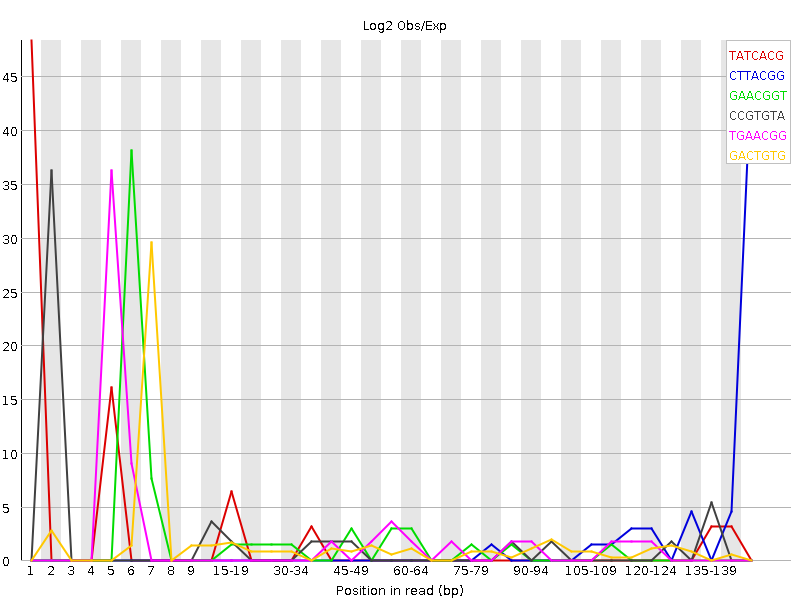 Log2 Obs/Exp
TATCACG
CTTACGG
GAACGGT
CCGTGTA
TGAACGG
GACTGTG
45
40
35
30
25
20
15
10
5
0
1 2 3 4 5 6 7 8 9 15-19 30-34 45-49 60-64 75-79 90-94 105-109 120-124 135-139
Position in read (bp)